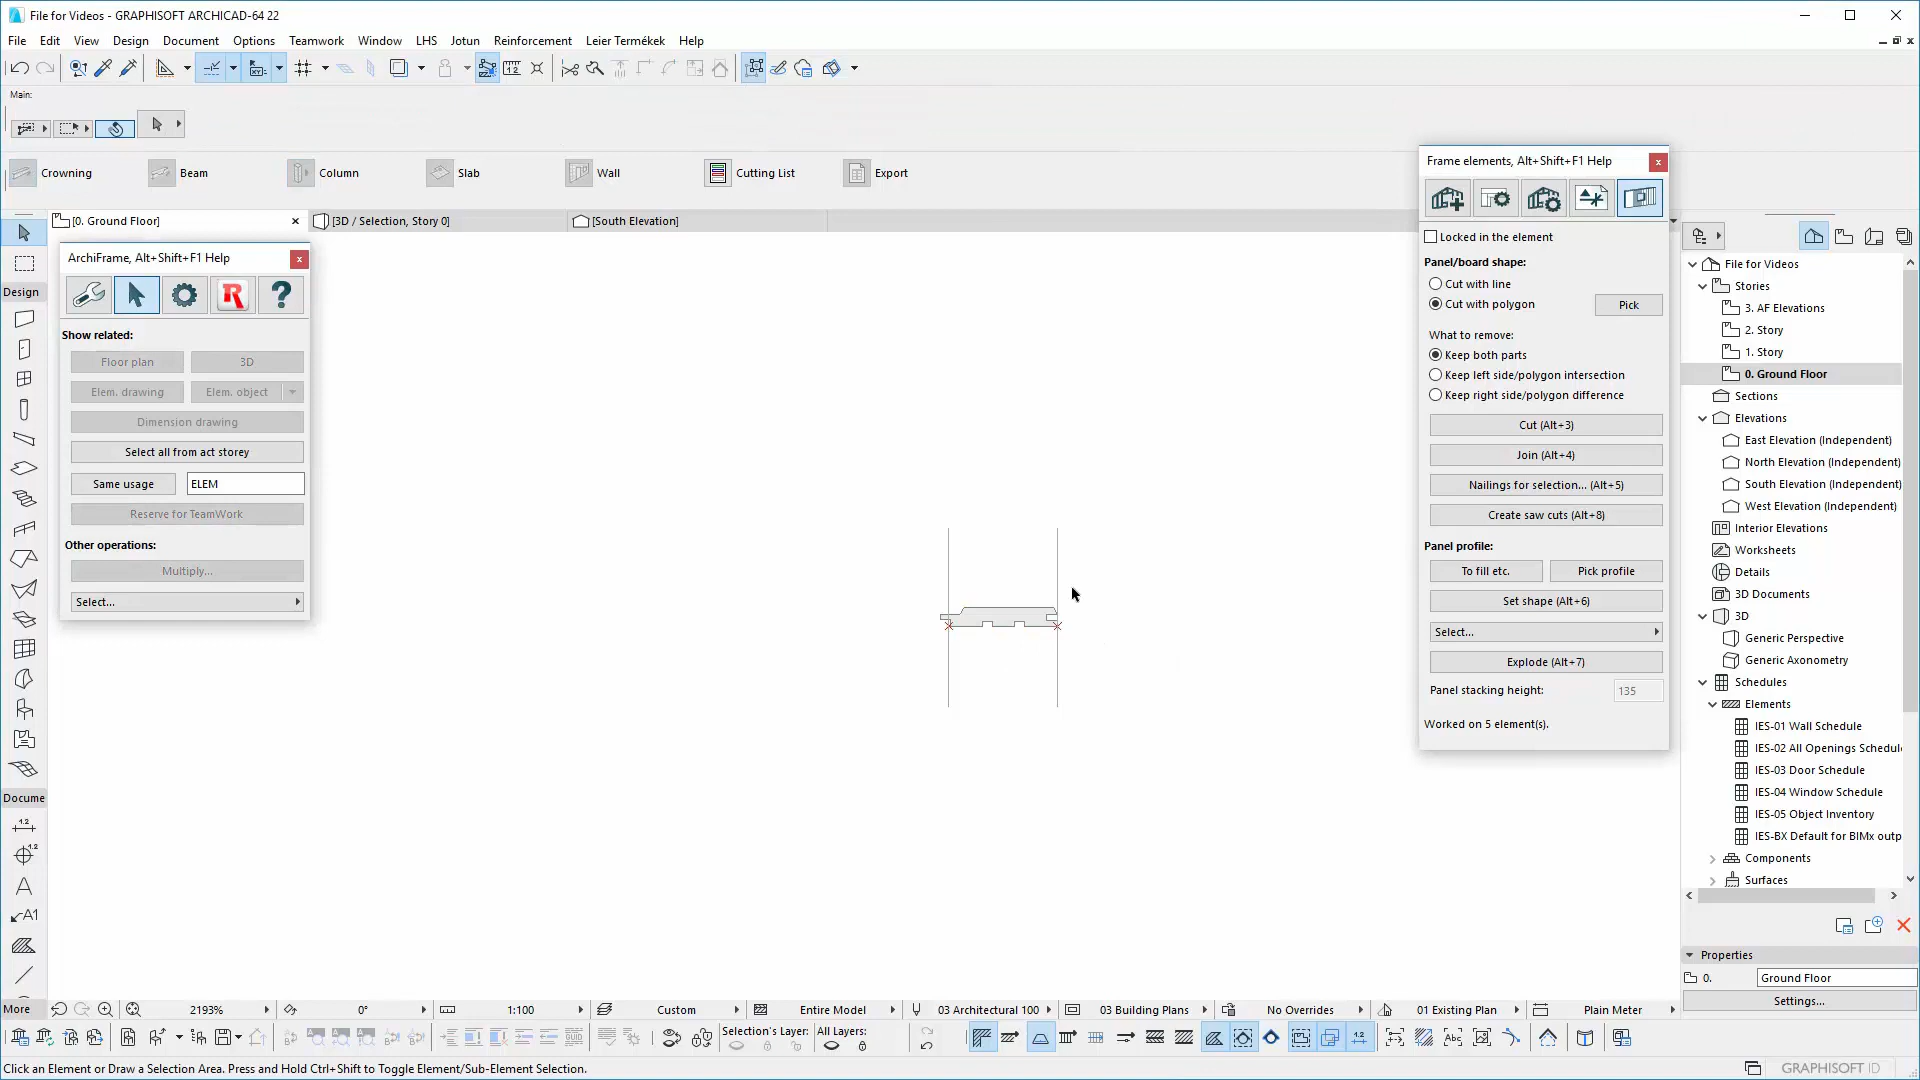 File for Videos - GRAPHISOFT ARCHICAD-64 22
File Edit View Design Document Options Teamwork Window LHS Jotun Reinforcement Leier Termékek Help
Main:
Crowning Beam Column Slab Wall Cutting List Export
[0. Ground Floor] [3D / Selection, Story 0] [South Elevation]
ArchiFrame, Alt+Shift+F1 Help
Show related:
Floor plan 3D
Elem. drawing Elem. object
Dimension drawing
Select all from act storey
Same usage ELEM
Reserve for TeamWork
Other operations:
Multiply...
Select...
Design
Docume
More
Frame elements, Alt+Shift+F1 Help
Locked in the element
Panel/board shape:
Cut with line
Cut with polygon Pick
What to remove:
Keep both parts
Keep left side/polygon intersection
Keep right side/polygon difference
Cut (Alt+3)
Join (Alt+4)
Nailings for selection... (Alt+5)
Create saw cuts (Alt+8)
Panel profile:
To fill etc. Pick profile
Set shape (Alt+6)
Select...
Explode (Alt+7)
Panel stacking height: 135
Worked on 5 element(s).
File for Videos
Stories
3. AF Elevations
2. Story
1. Story
0. Ground Floor
Sections
Elevations
East Elevation (Independent)
North Elevation (Independent)
South Elevation (Independent)
West Elevation (Independent)
Interior Elevations
Worksheets
Details
3D Documents
3D
Generic Perspective
Generic Axonometry
Schedules
Elements
IES-01 Wall Schedule
IES-02 All Openings Schedul
IES-03 Door Schedule
IES-04 Window Schedule
IES-05 Object Inventory
IES-BX Default for BIMx outp
Components
Surfaces
Properties
0. Ground Floor
Settings...
2193% 0° 1:100 Custom Entire Model 03 Architectural 100 03 Building Plans No Overrides 01 Existing Plan Plain Meter
Selection's Layer: All Layers:
Click an Element or Draw a Selection Area. Press and Hold Ctrl+Shift to Toggle Element/Sub-Element Selection.
GRAPHISOFT ID